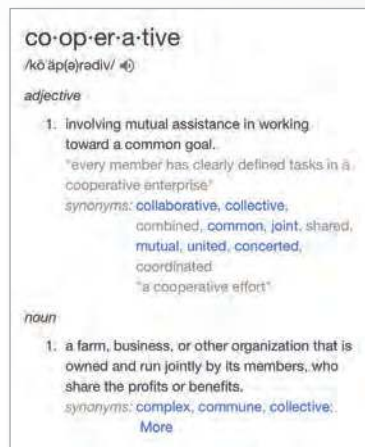 co·op·er·a·tive
/kōˈäp(ə)rədiv/
adjective
1. involving mutual assistance in working
toward a common goal.
"every member has clearly defined tasks in a
cooperative enterprise"
synonyms: collaborative, collective,
combined, common, joint, shared,
mutual, united, concerted,
coordinated
"a cooperative effort"
noun
1. a farm, business, or other organization that is
owned and run jointly by its members, who
share the profits or benefits.
synonyms: complex, commune, collective;
More